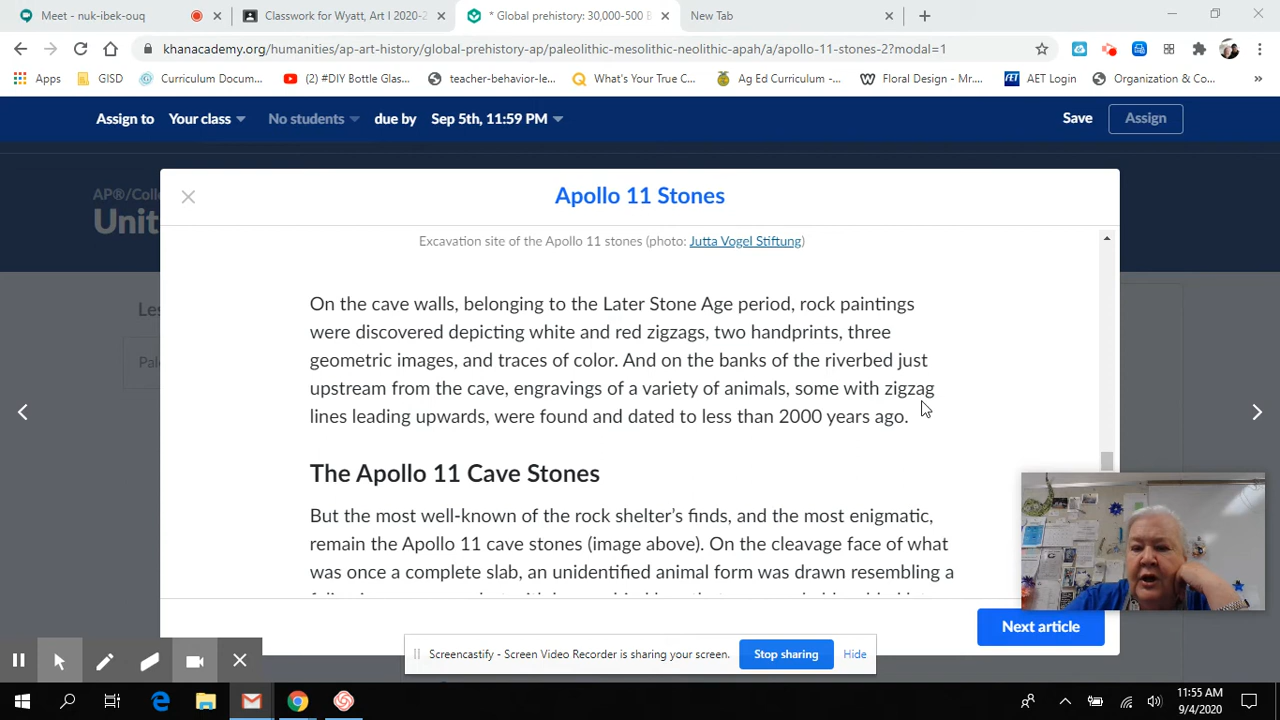 Meet - nuk-ibek-ouq
Classwork for Wyatt, Art I 2020-2
* Global prehistory: 30,000-500 B
New Tab
khanacademy.org/humanities/ap-art-history/global-prehistory-ap/paleolithic-mesolithic-neolithic-apah/a/apollo-11-stones-2?modal=1
Apps
GISD
Curriculum Docum...
(2) #DIY Bottle Glas...
teacher-behavior-le...
What's Your True C...
Ag Ed Curriculum -...
Floral Design - Mr....
AET Login
Organization & Co...
Assign to Your class No students due by Sep 5th, 11:59 PM Save Assign
AP®/Colle
Unit
Les
Pale
Apollo 11 Stones
Excavation site of the Apollo 11 stones (photo: Jutta Vogel Stiftung)
On the cave walls, belonging to the Later Stone Age period, rock paintings
were discovered depicting white and red zigzags, two handprints, three
geometric images, and traces of color. And on the banks of the riverbed just
upstream from the cave, engravings of a variety of animals, some with zigzag
lines leading upwards, were found and dated to less than 2000 years ago.
The Apollo 11 Cave Stones
But the most well-known of the rock shelter's finds, and the most enigmatic,
remain the Apollo 11 cave stones (image above). On the cleavage face of what
was once a complete slab, an unidentified animal form was drawn resembling a
Next article
Screencastify - Screen Video Recorder is sharing your screen. Stop sharing Hide
11:55 AM
9/4/2020